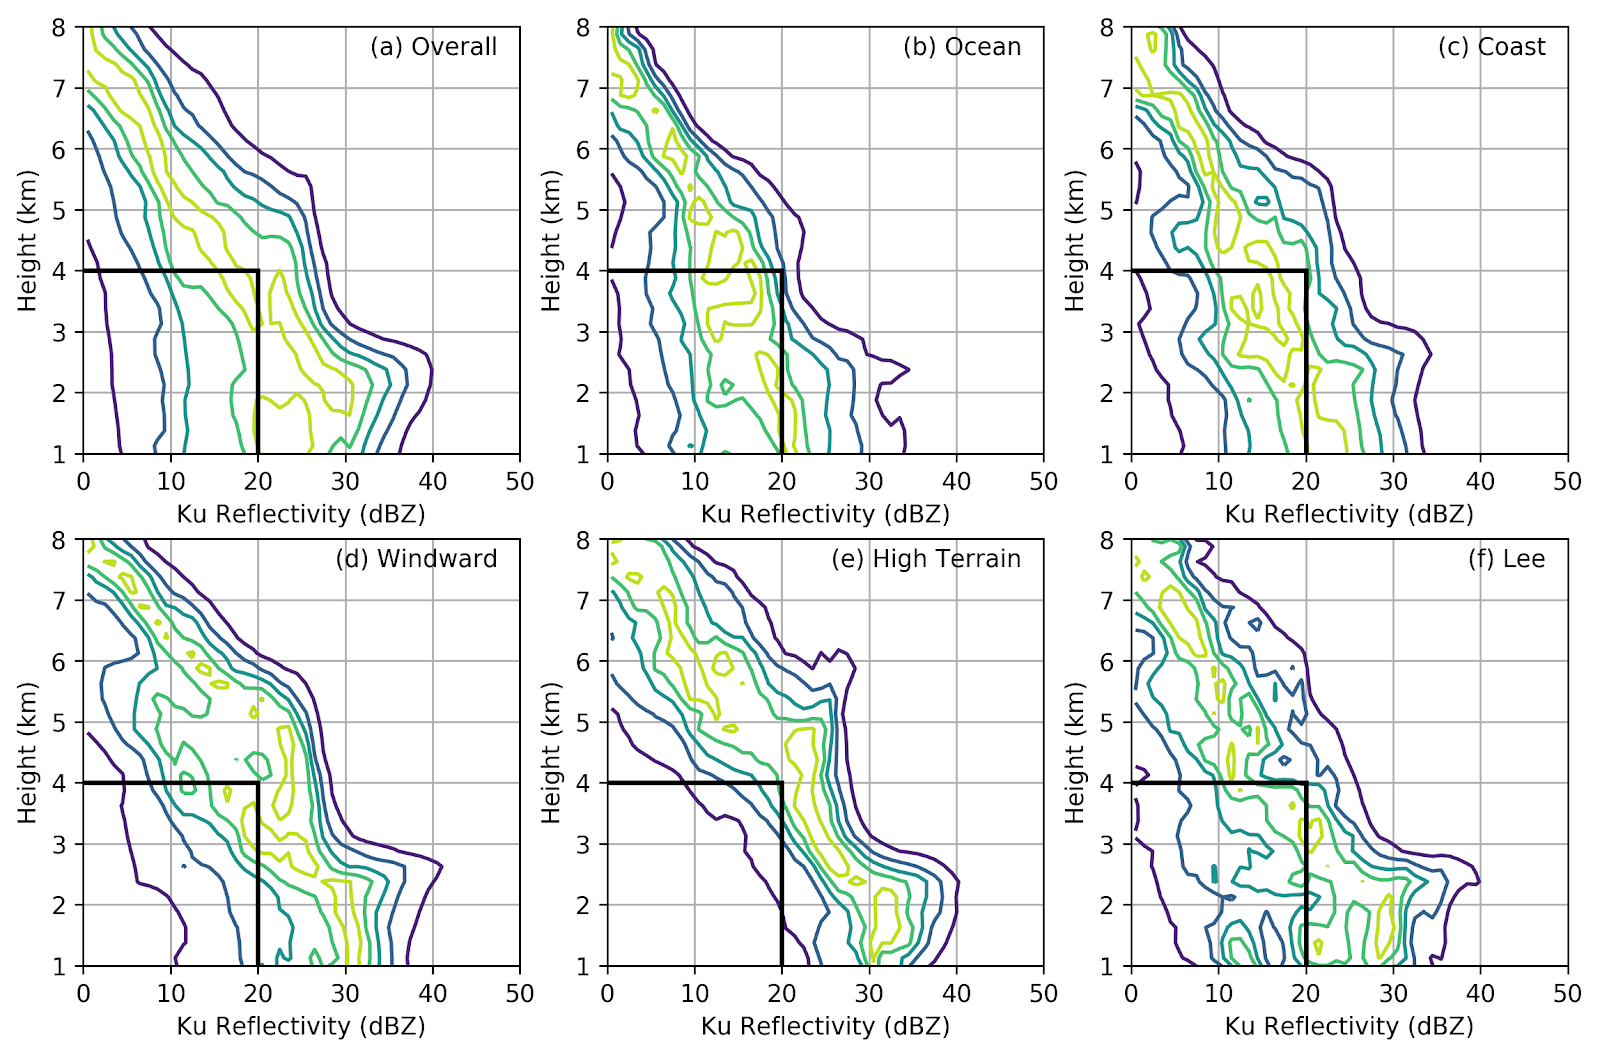 (a) Overall
8
7
6
5
4
3
2
1
Height (km)
0 10 20 30 40 50
Ku Reflectivity (dBZ)
(b) Ocean
8
7
6
5
4
3
2
1
Height (km)
0 10 20 30 40 50
Ku Reflectivity (dBZ)
(c) Coast
8
7
6
5
4
3
2
1
Height (km)
0 10 20 30 40 50
Ku Reflectivity (dBZ)
(d) Windward
8
7
6
5
4
3
2
1
Height (km)
0 10 20 30 40 50
Ku Reflectivity (dBZ)
(e) High Terrain
8
7
6
5
4
3
2
1
Height (km)
0 10 20 30 40 50
Ku Reflectivity (dBZ)
(f) Lee
8
7
6
5
4
3
2
1
Height (km)
0 10 20 30 40 50
Ku Reflectivity (dBZ)